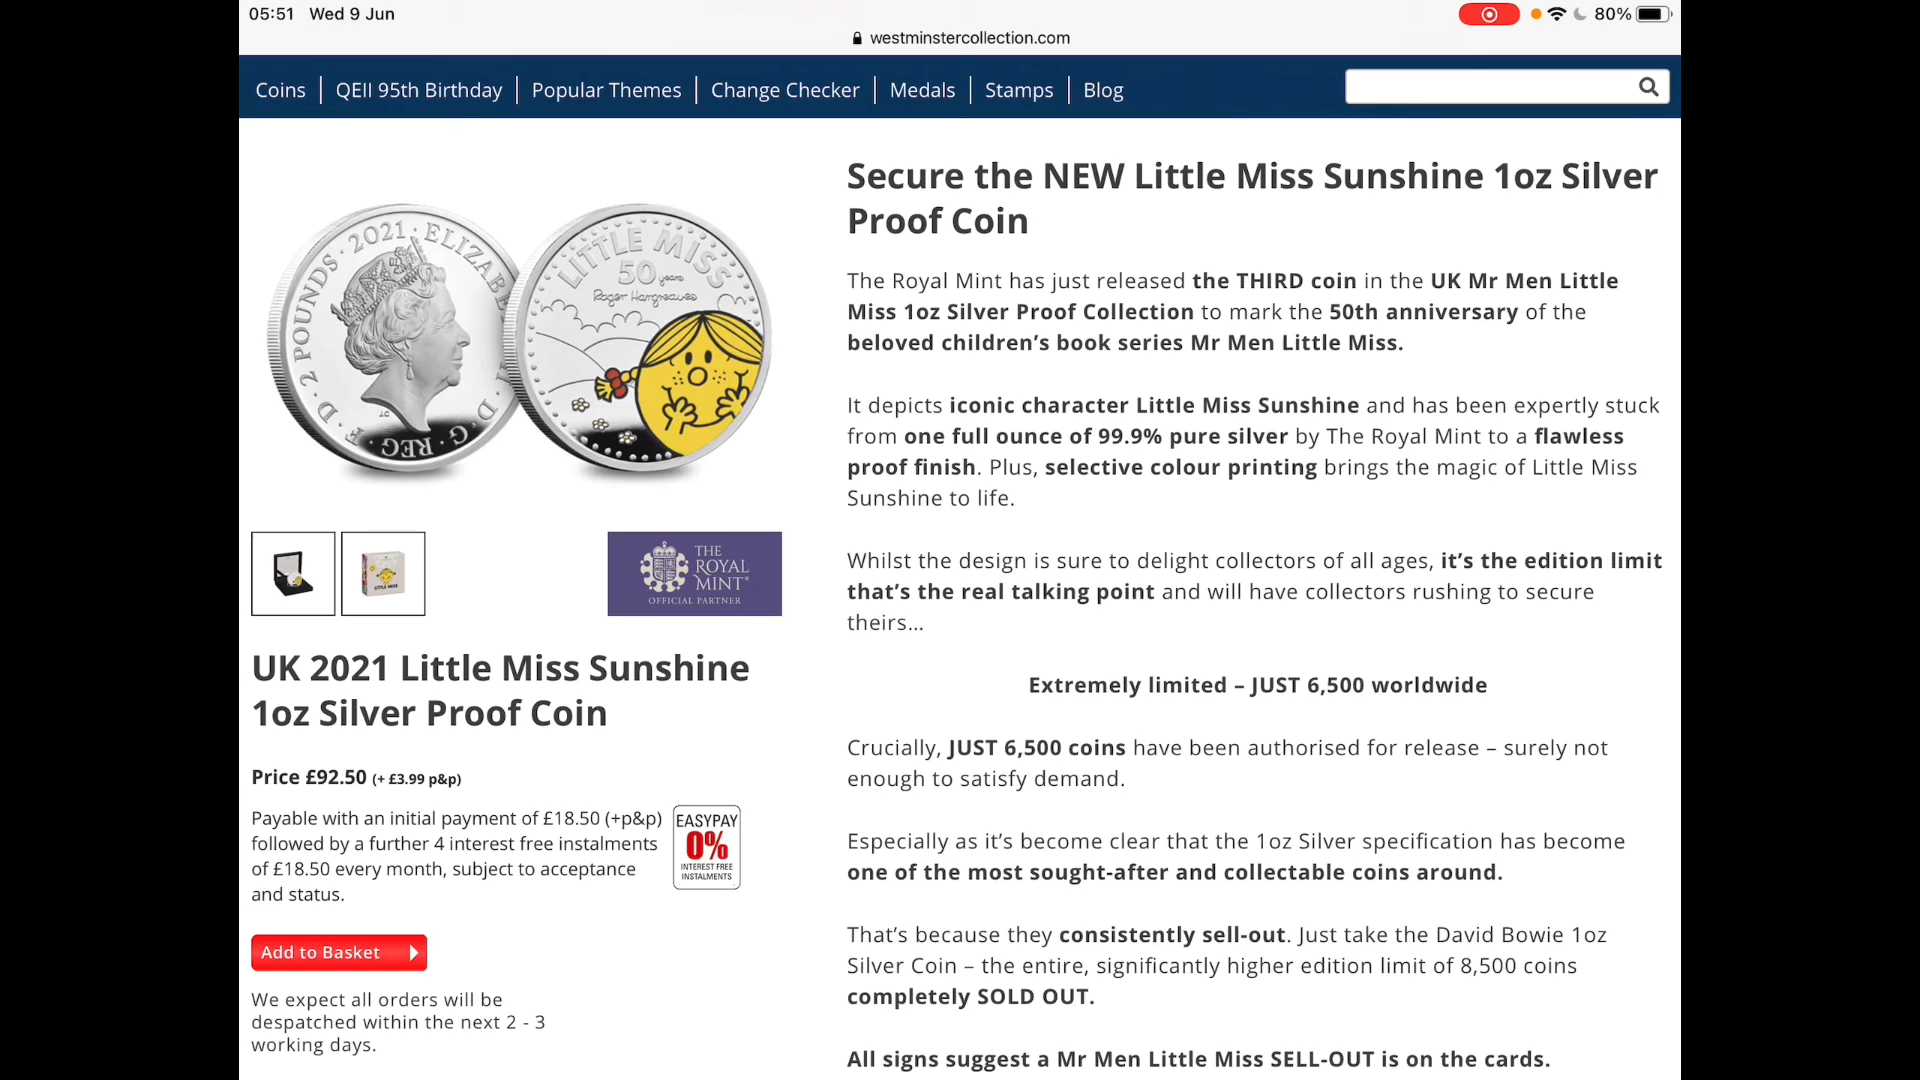 05:51 Wed 9 Jun
80%
westminstercollection.com
Coins
QEII 95th Birthday
Popular Themes
Change Checker
Medals
Stamps
Blog
Secure the NEW Little Miss Sunshine 1oz Silver
Proof Coin
The Royal Mint has just released the THIRD coin in the UK Mr Men Little
Miss 1oz Silver Proof Collection to mark the 50th anniversary of the
beloved children’s book series Mr Men Little Miss.
It depicts iconic character Little Miss Sunshine and has been expertly stuck
from one full ounce of 99.9% pure silver by The Royal Mint to a flawless
proof finish. Plus, selective colour printing brings the magic of Little Miss
Sunshine to life.
Whilst the design is sure to delight collectors of all ages, it’s the edition limit
that’s the real talking point and will have collectors rushing to secure
theirs…
Extremely limited – JUST 6,500 worldwide
Crucially, JUST 6,500 coins have been authorised for release – surely not
enough to satisfy demand.
Especially as it’s become clear that the 1oz Silver specification has become
one of the most sought-after and collectable coins around.
That’s because they consistently sell-out. Just take the David Bowie 1oz
Silver Coin – the entire, significantly higher edition limit of 8,500 coins
completely SOLD OUT.
All signs suggest a Mr Men Little Miss SELL-OUT is on the cards.
2 POUNDS · 2021 · ELIZABE
· D · G · REG · F · D ·
J.C
LITTLE MISS
50 years
Roger Hargreaves
LITTLE MISS
THE
ROYAL
MINT®
OFFICIAL PARTNER
UK 2021 Little Miss Sunshine
1oz Silver Proof Coin
Price £92.50 (+ £3.99 p&p)
Payable with an initial payment of £18.50 (+p&p)
followed by a further 4 interest free instalments
of £18.50 every month, subject to acceptance
and status.
EASYPAY
0%
INTEREST FREE
INSTALMENTS
Add to Basket
We expect all orders will be
despatched within the next 2 - 3
working days.